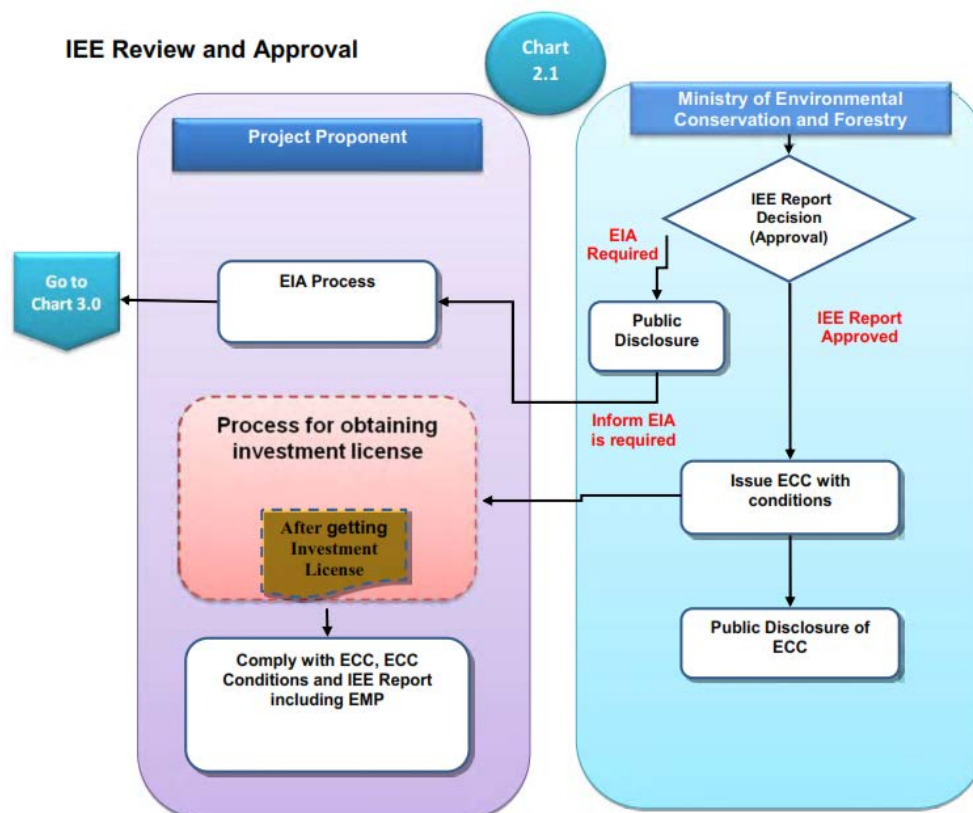 IEE Review and Approval
Chart
2.1
Project Proponent
Ministry of Environmental
Conservation and Forestry
IEE Report
Decision
(Approval)
EIA
Required
Go to
Chart 3.0
EIA Process
Public
Disclosure
IEE Report
Approved
Inform EIA
is required
Process for obtaining
investment license
After getting
Investment
License
Issue ECC with
conditions
Public Disclosure of
ECC
Comply with ECC, ECC
Conditions and IEE Report
including EMP